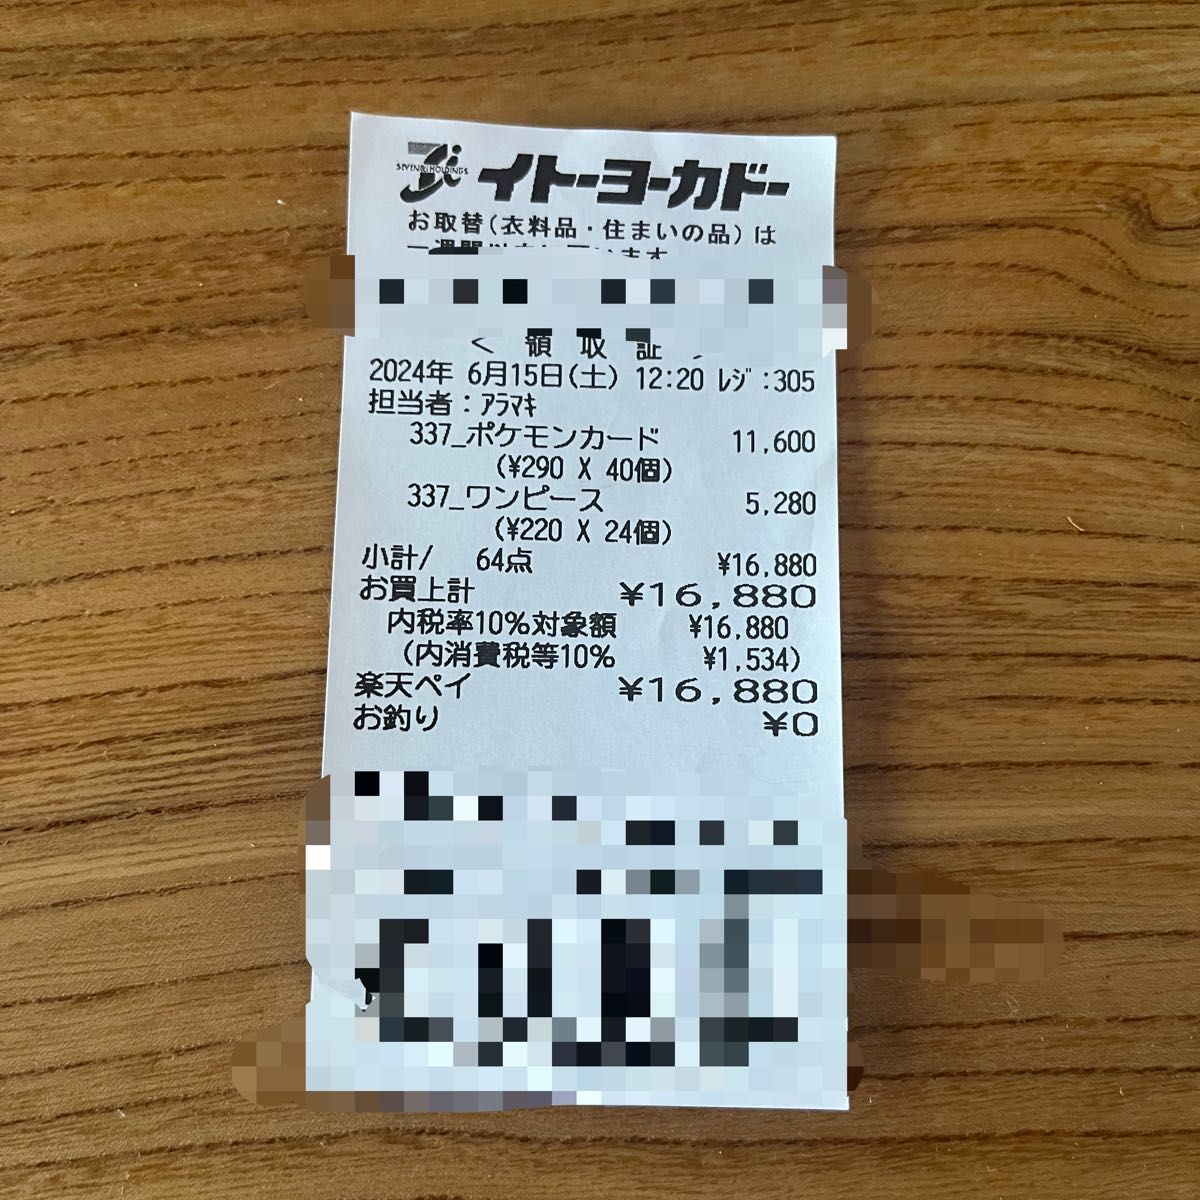 SEVEN&i HOLDINGS
イトーヨーカドー
お取替(衣料品・住まいの品)は
<領収証
2024年 6月15日(土) 12:20 ﾚｼﾞ:305
担当者:ｱﾗﾏｷ
337_ポケモンカード 11,600
(¥290 X 40個)
337_ワンピース 5,280
(¥220 X 24個)
小計/ 64点 ¥16,880
お買上計 ¥16,880
内税率10%対象額 ¥16,880
(内消費税等10% ¥1,534)
楽天ペイ ¥16,880
お釣り ¥0